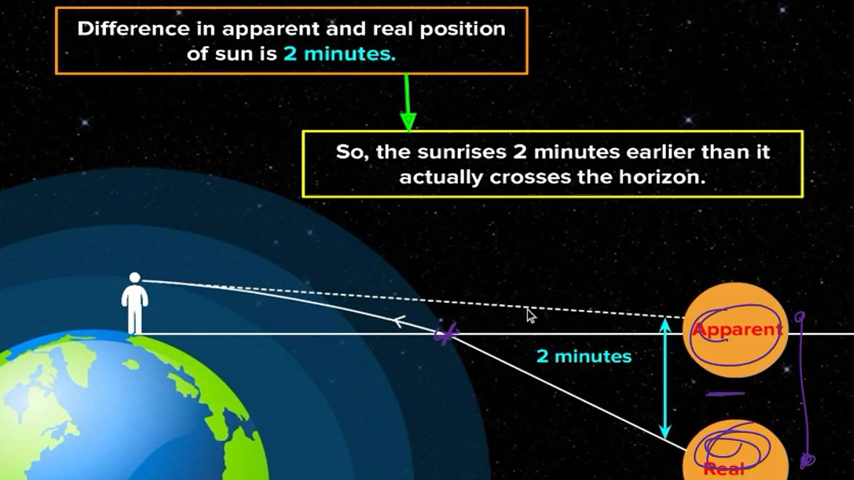 Difference in apparent and real position
of sun is 2 minutes.
So, the sunrises 2 minutes earlier than it
actually crosses the horizon.
Apparent
2 minutes
Real